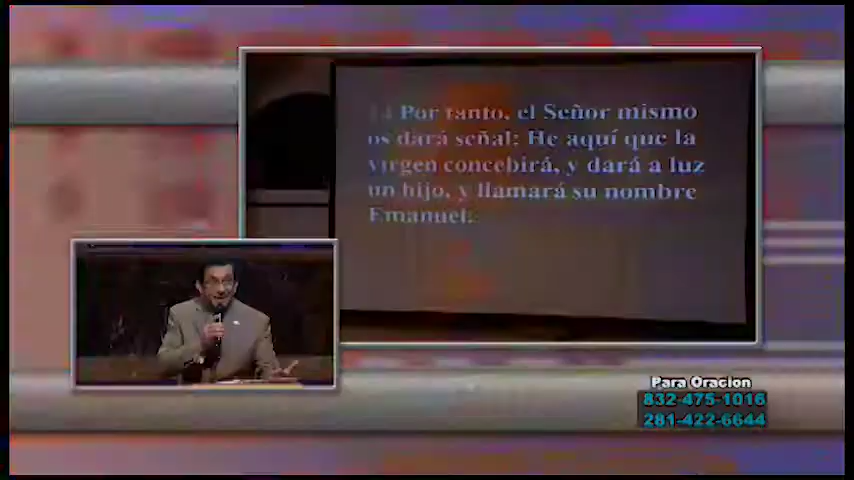 14 Por tanto, el Señor mismo
os dará señal: He aquí que la
virgen concebirá, y dará a luz
un hijo, y llamará su nombre
Emanuel.
Para Oracion
832-475-1016
281-422-6644